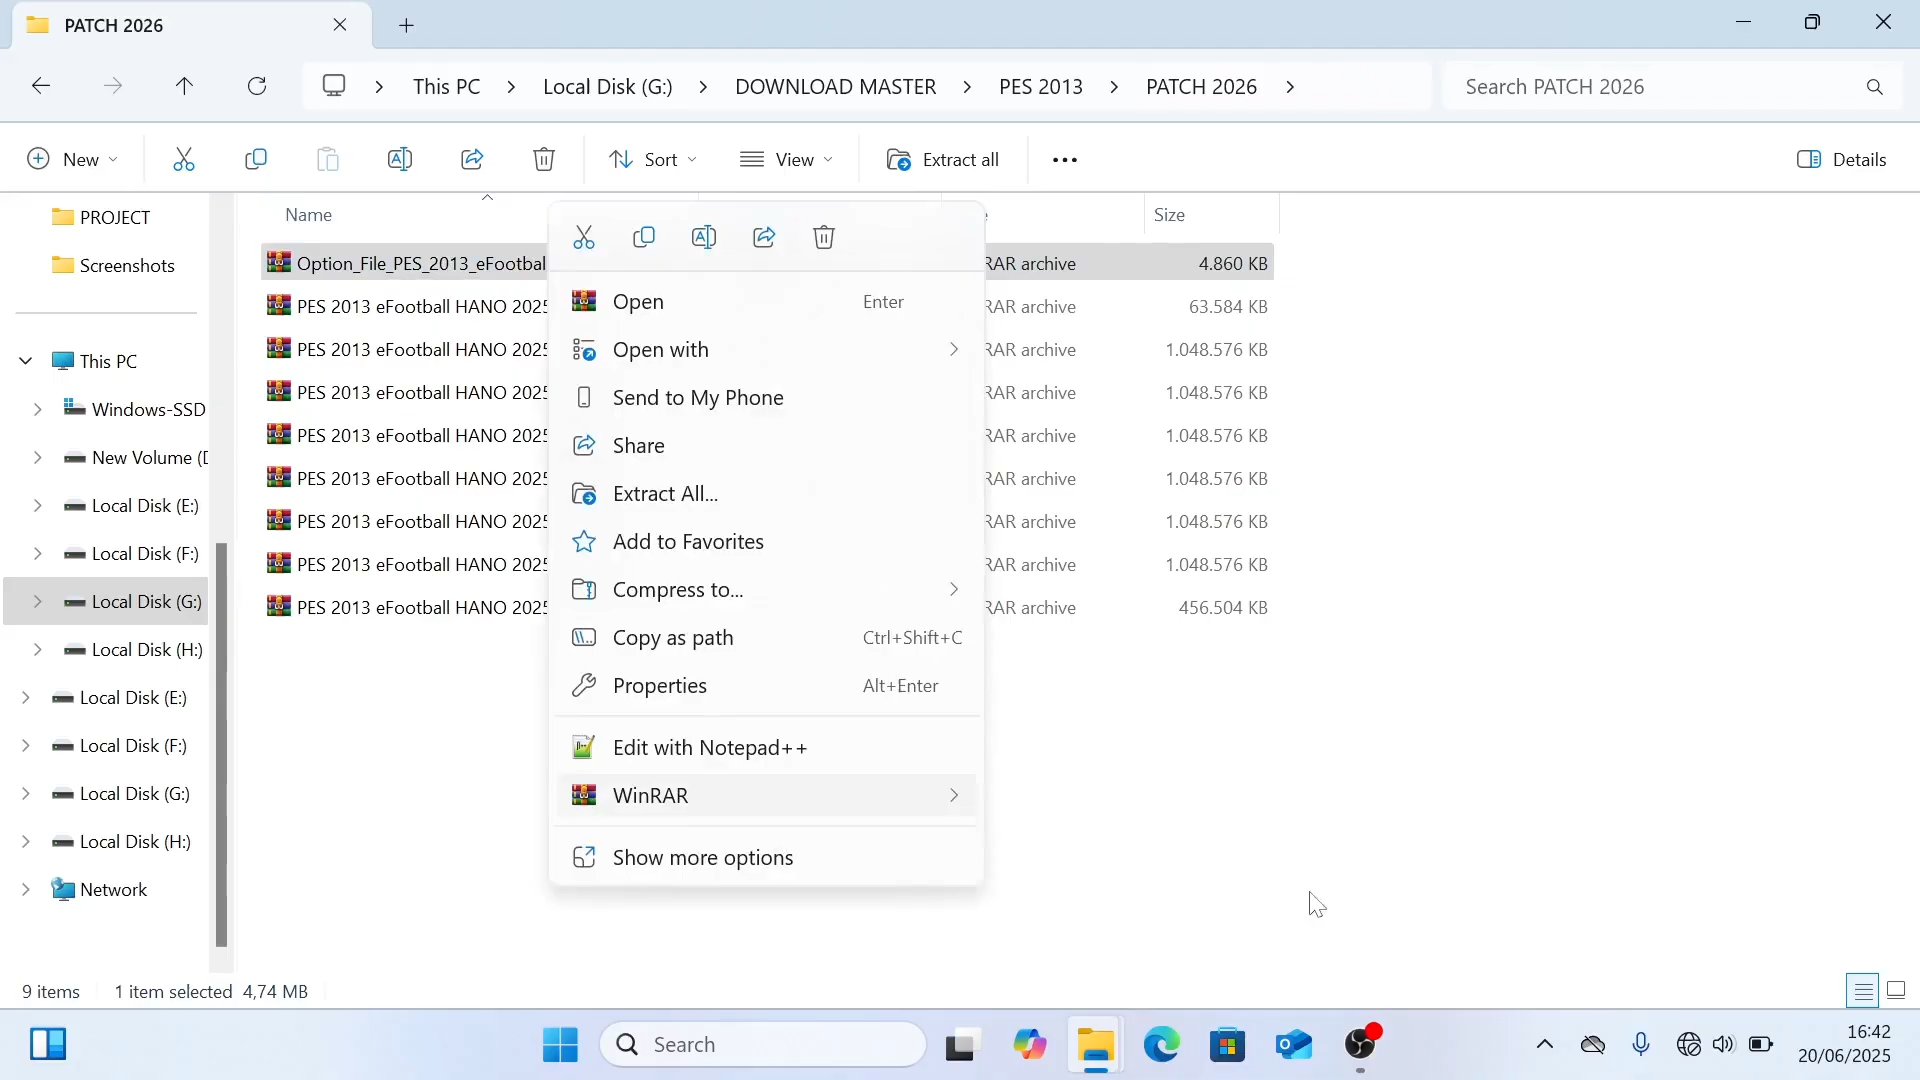 PATCH 2026
This PC > Local Disk (G:) > DOWNLOAD MASTER > PES 2013 > PATCH 2026 >
Search PATCH 2026
New
Sort
View
Extract all
Details
PROJECT
Screenshots
This PC
Windows-SSD
New Volume (D
Local Disk (E:)
Local Disk (F:)
Local Disk (G:)
Local Disk (H:)
Local Disk (E:)
Local Disk (F:)
Local Disk (G:)
Local Disk (H:)
Network
Name
Size
Option_File_PES_2013_eFootbal
RAR archive 4.860 KB
PES 2013 eFootball HANO 2025
RAR archive 63.584 KB
PES 2013 eFootball HANO 2025
RAR archive 1.048.576 KB
PES 2013 eFootball HANO 2025
RAR archive 1.048.576 KB
PES 2013 eFootball HANO 2025
RAR archive 1.048.576 KB
PES 2013 eFootball HANO 2025
RAR archive 1.048.576 KB
PES 2013 eFootball HANO 2025
RAR archive 1.048.576 KB
PES 2013 eFootball HANO 2025
RAR archive 1.048.576 KB
PES 2013 eFootball HANO 2025
RAR archive 456.504 KB
Open Enter
Open with
Send to My Phone
Share
Extract All...
Add to Favorites
Compress to...
Copy as path Ctrl+Shift+C
Properties Alt+Enter
Edit with Notepad++
WinRAR
Show more options
9 items 1 item selected 4,74 MB
Search
16:42
20/06/2025